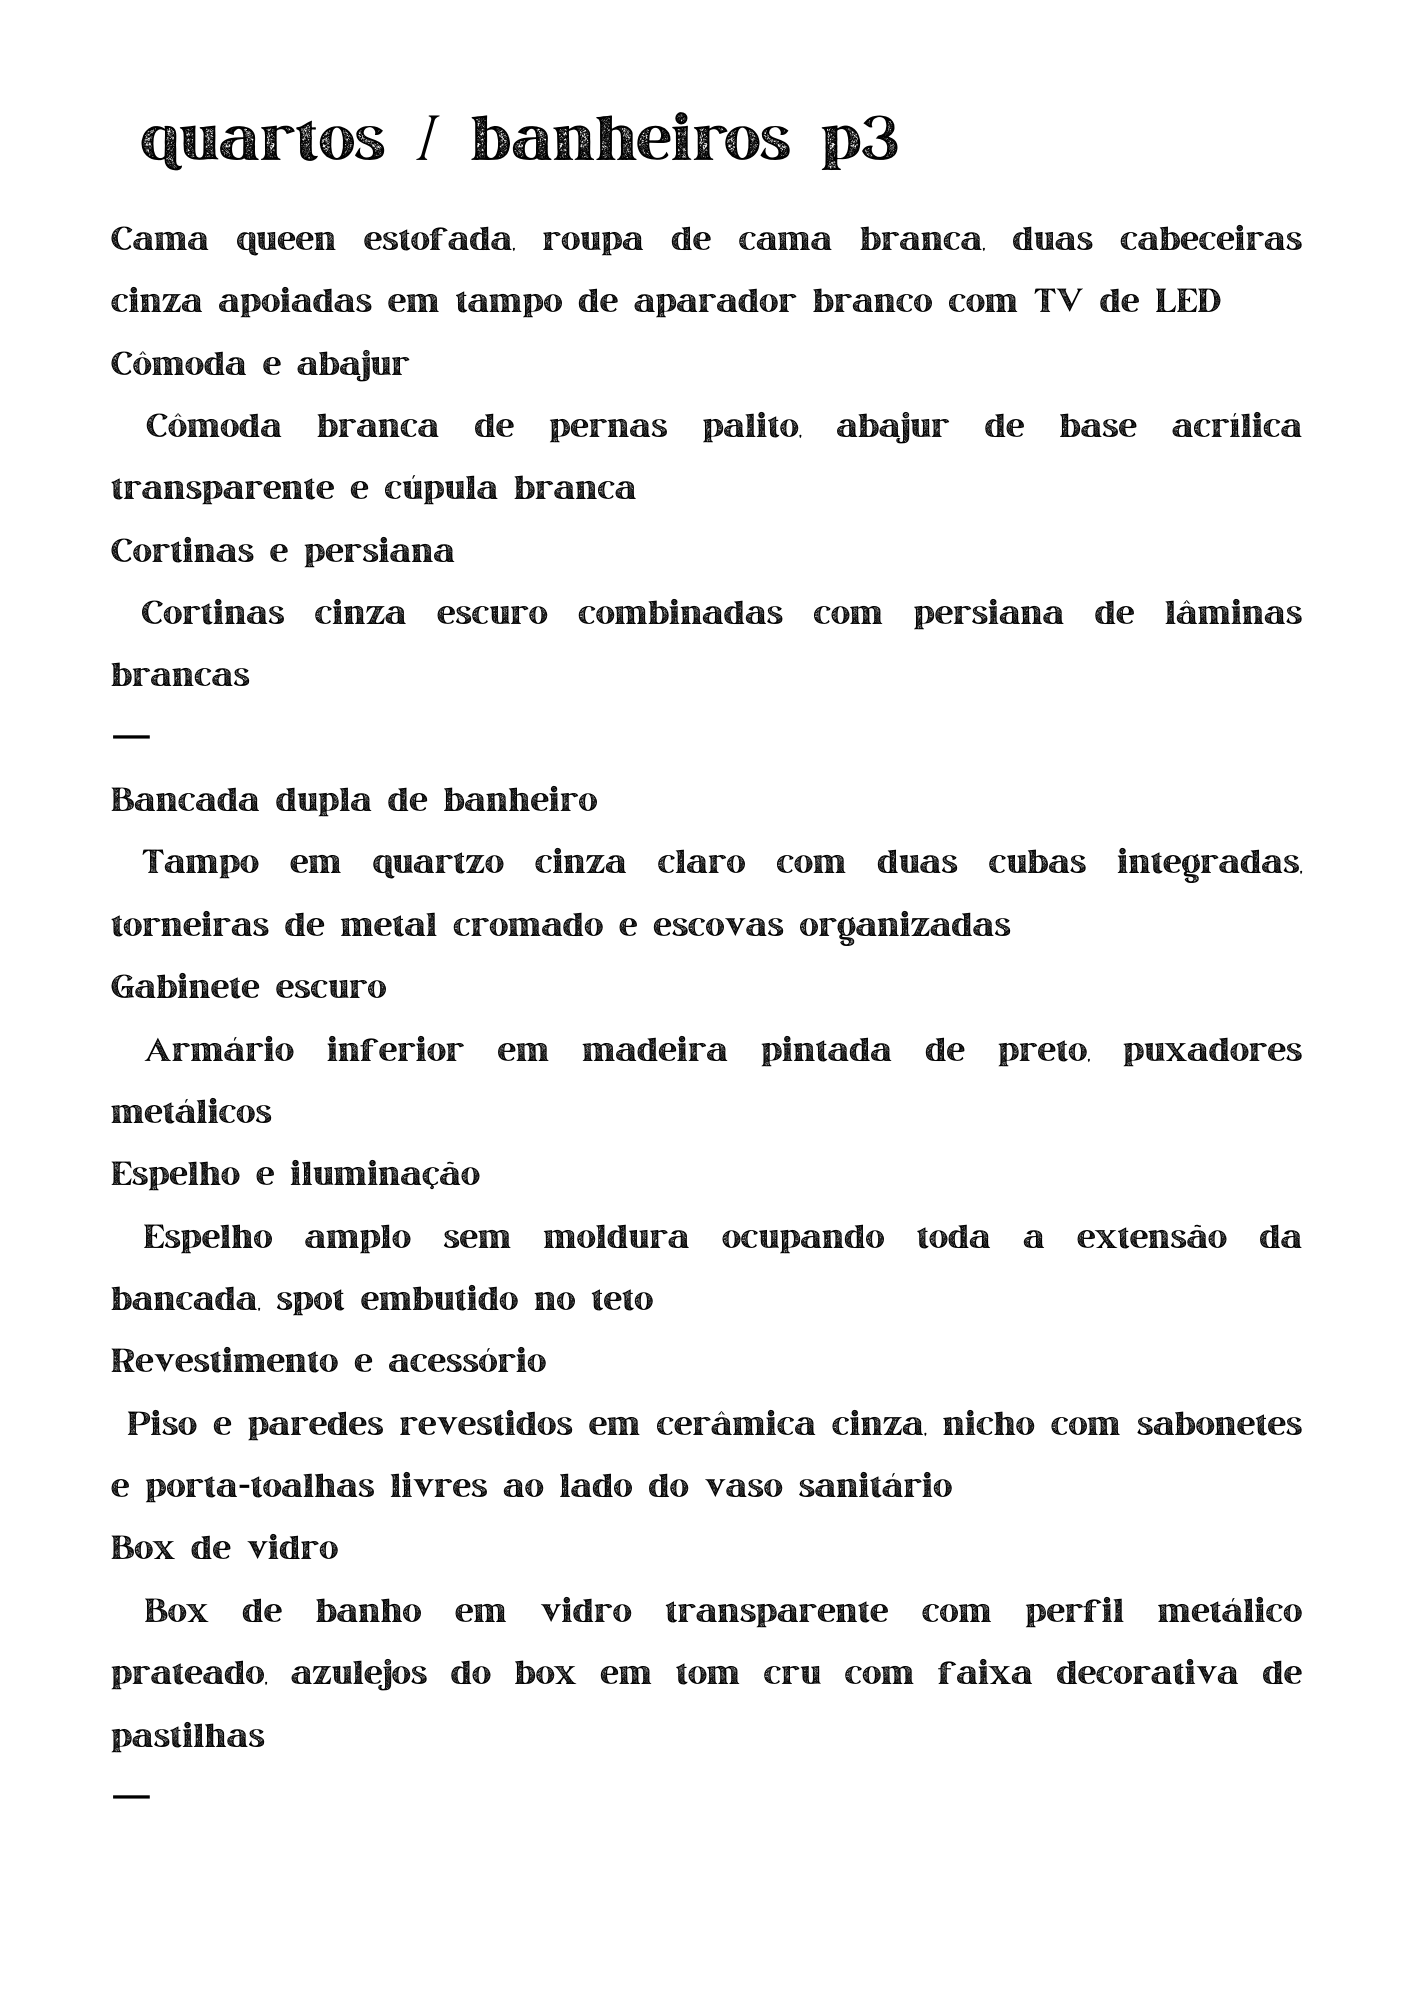 quartos / banheiros p3
Cama queen estofada, roupa de cama branca, duas cabeceiras
cinza apoiadas em tampo de aparador branco com TV de LED
Cômoda e abajur
Cômoda branca de pernas palito, abajur de base acrílica
transparente e cúpula branca
Cortinas e persiana
Cortinas cinza escuro combinadas com persiana de lâminas
brancas
—
Bancada dupla de banheiro
Tampo em quartzo cinza claro com duas cubas integradas,
torneiras de metal cromado e escovas organizadas
Gabinete escuro
Armário inferior em madeira pintada de preto, puxadores
metálicos
Espelho e iluminação
Espelho amplo sem moldura ocupando toda a extensão da
bancada, spot embutido no teto
Revestimento e acessório
Piso e paredes revestidos em cerâmica cinza, nicho com sabonetes
e porta-toalhas livres ao lado do vaso sanitário
Box de vidro
Box de banho em vidro transparente com perfil metálico
prateado, azulejos do box em tom cru com faixa decorativa de
pastilhas
—